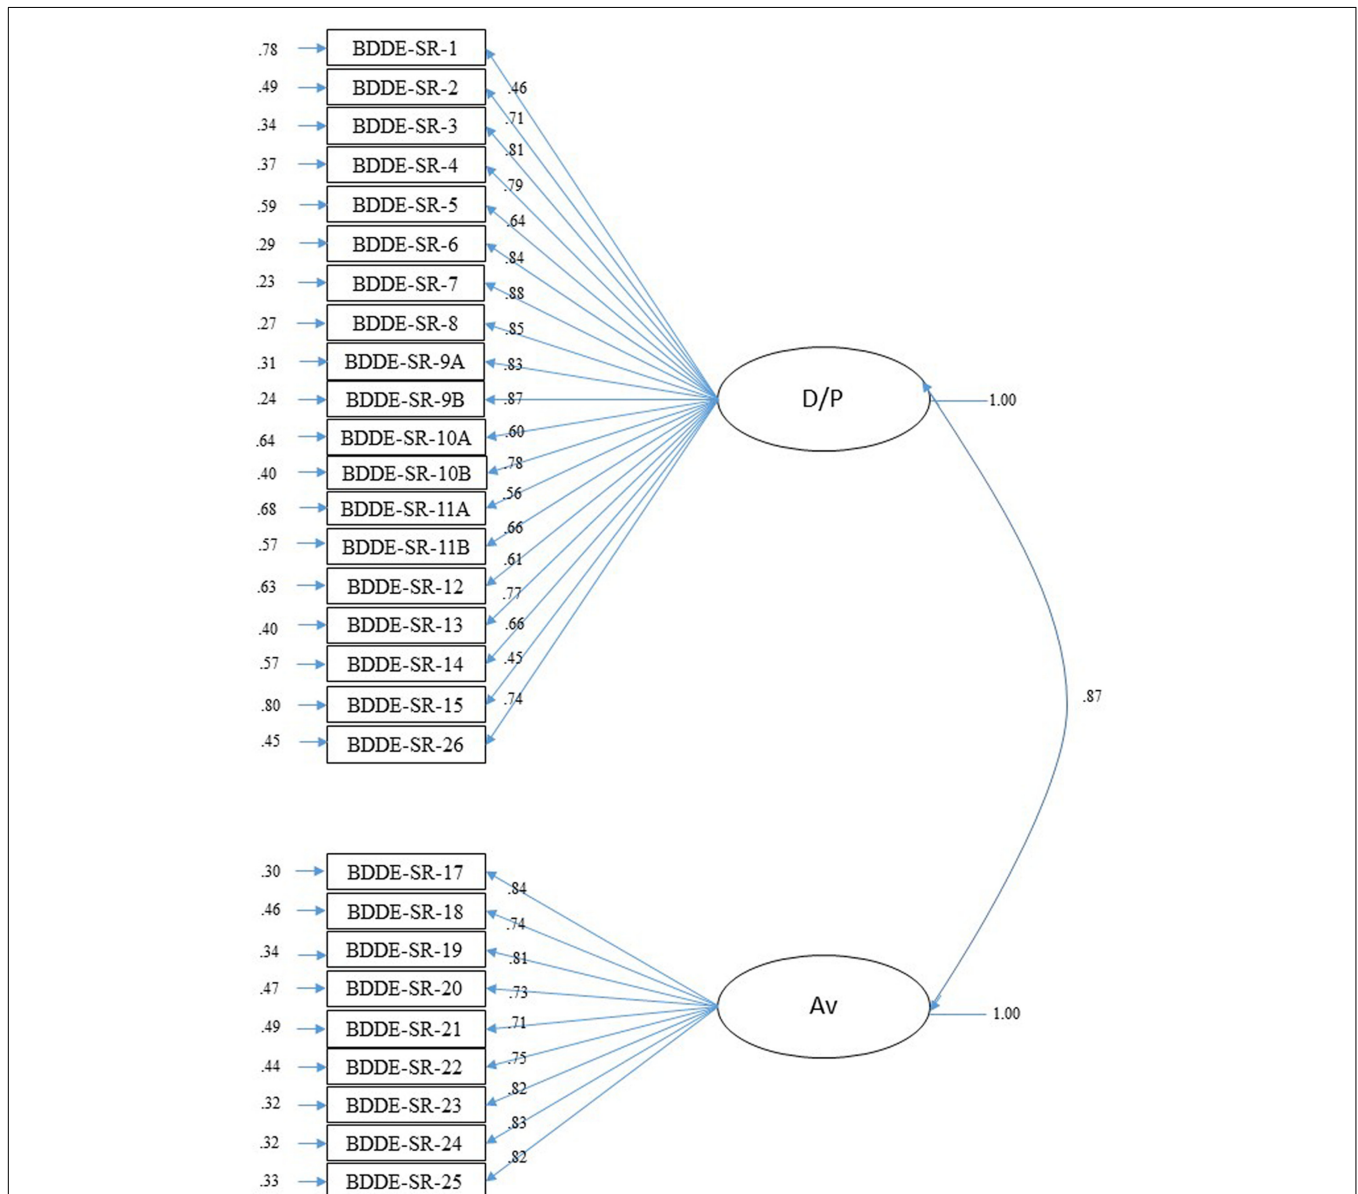 .78 BDDE-SR-1 .46
.49 BDDE-SR-2 .71
.34 BDDE-SR-3 .81
.37 BDDE-SR-4 .79
.59 BDDE-SR-5 .64
.29 BDDE-SR-6 .84
.23 BDDE-SR-7 .88
.27 BDDE-SR-8 .85
.31 BDDE-SR-9A .83
.24 BDDE-SR-9B .87 D/P 1.00
.64 BDDE-SR-10A .60
.40 BDDE-SR-10B .78
.68 BDDE-SR-11A .56
.57 BDDE-SR-11B .66
.63 BDDE-SR-12 .61
.40 BDDE-SR-13 .77
.57 BDDE-SR-14 .66
.80 BDDE-SR-15 .45
.45 BDDE-SR-26 .74
.87
.30 BDDE-SR-17 .84
.46 BDDE-SR-18 .74
.34 BDDE-SR-19 .81
.47 BDDE-SR-20 .73 Av 1.00
.49 BDDE-SR-21 .71
.44 BDDE-SR-22 .75
.32 BDDE-SR-23 .82
.32 BDDE-SR-24 .83
.33 BDDE-SR-25 .82